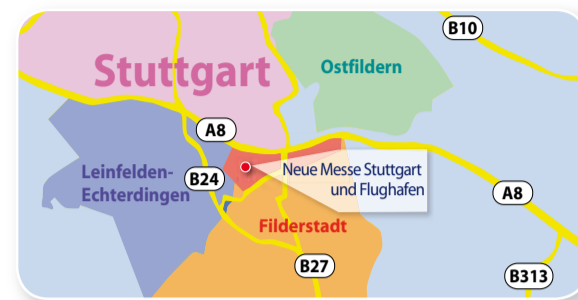 B10
Stuttgart
Ostfildern
A8
Leinfelden-
Echterdingen
B24
Neue Messe Stuttgart
und Flughafen
A8
Filderstadt
B27
B313